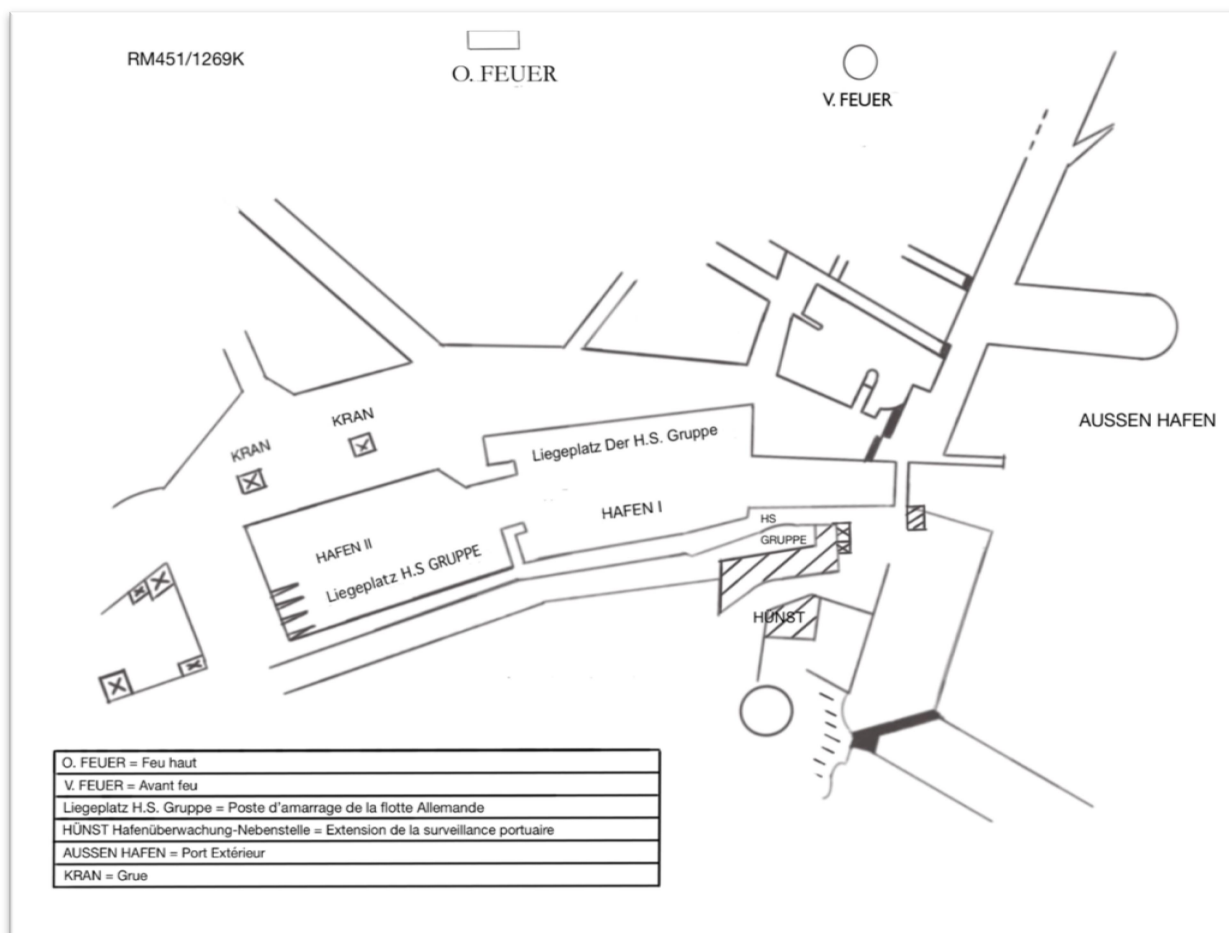 RM451/1269K
O. FEUER
V. FEUER
KRAN
KRAN
Liegeplatz Der H.S. Gruppe
AUSSEN HAFEN
HAFEN I
HS
GRUPPE
HAFEN II
Liegeplatz H.S GRUPPE
HÜNST
O. FEUER = Feu haut
V. FEUER = Avant feu
Liegeplatz H.S. Gruppe = Poste d'amarrage de la flotte Allemande
HÜNST Hafenüberwachung-Nebenstelle = Extension de la surveillance portuaire
AUSSEN HAFEN = Port Extérieur
KRAN = Grue